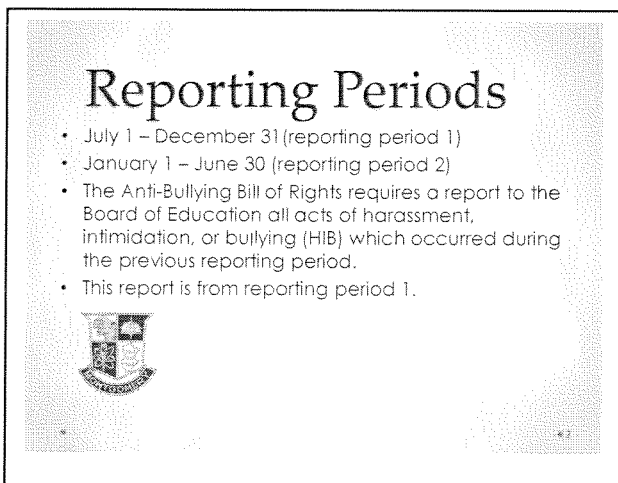 Reporting Periods
• July 1 – December 31(reporting period 1)
• January 1 – June 30 (reporting period 2)
• The Anti-Bullying Bill of Rights requires a report to the
Board of Education all acts of harassment,
intimidation, or bullying (HIB) which occurred during
the previous reporting period.
• This report is from reporting period 1.
MONTGOMERY